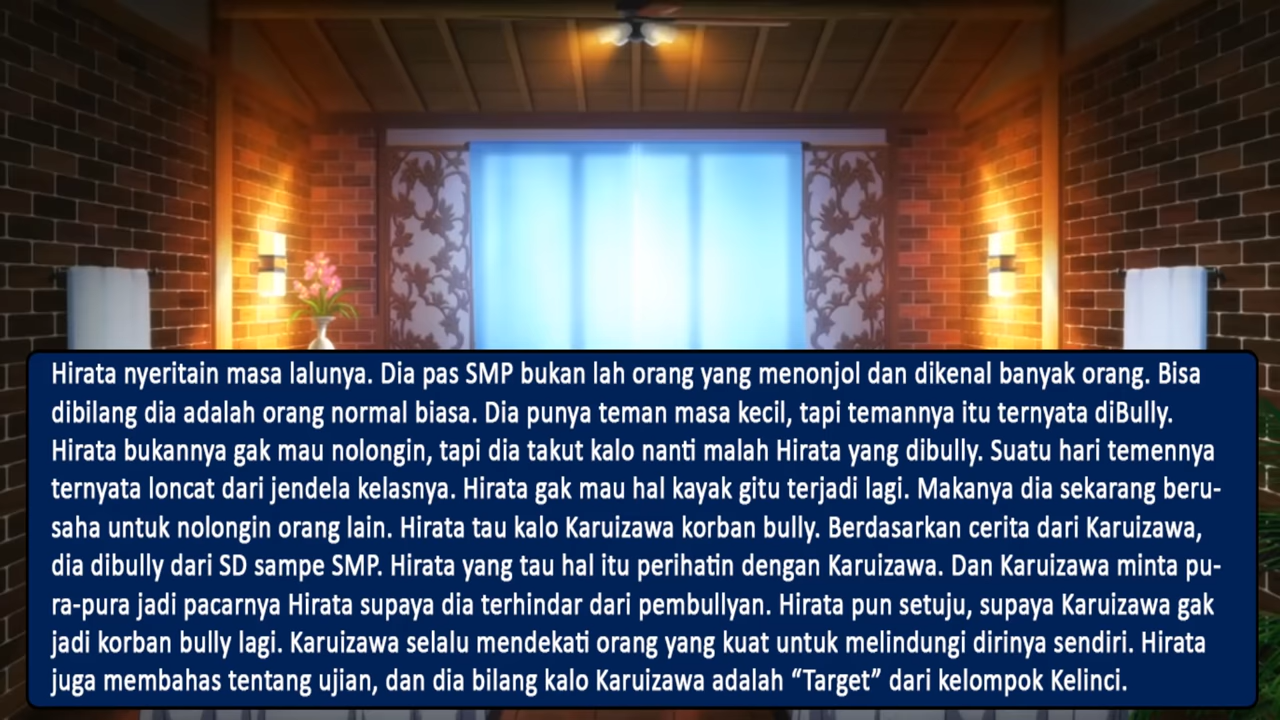 Hirata nyeritain masa lalunya. Dia pas SMP bukan lah orang yang menonjol dan dikenal banyak orang. Bisa
dibilang dia adalah orang normal biasa. Dia punya teman masa kecil, tapi temannya itu ternyata diBully.
Hirata bukannya gak mau nolongin, tapi dia takut kalo nanti malah Hirata yang dibully. Suatu hari temennya
ternyata loncat dari jendela kelasnya. Hirata gak mau hal kayak gitu terjadi lagi. Makanya dia sekarang beru-
saha untuk nolongin orang lain. Hirata tau kalo Karuizawa korban bully. Berdasarkan cerita dari Karuizawa,
dia dibully dari SD sampe SMP. Hirata yang tau hal itu perihatin dengan Karuizawa. Dan Karuizawa minta pu-
ra-pura jadi pacarnya Hirata supaya dia terhindar dari pembullyan. Hirata pun setuju, supaya Karuizawa gak
jadi korban bully lagi. Karuizawa selalu mendekati orang yang kuat untuk melindungi dirinya sendiri. Hirata
juga membahas tentang ujian, dan dia bilang kalo Karuizawa adalah “Target” dari kelompok Kelinci.